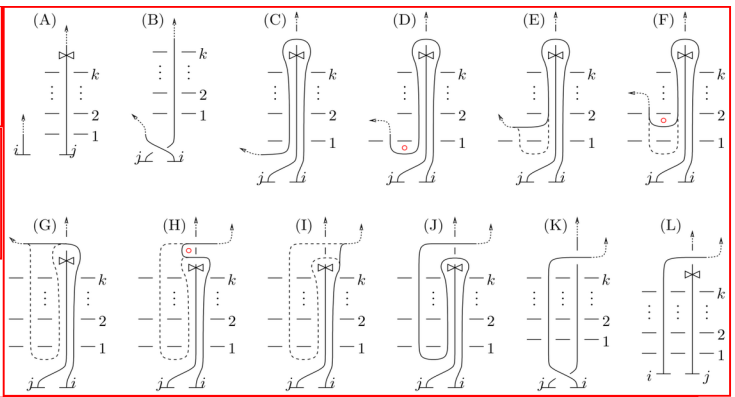 (A) (B) (C) (D) (E) (F)
k k k k k k
⋮ ⋮ ⋮ ⋮ ⋮ ⋮ ⋮ ⋮ ⋮ ⋮ ⋮ ⋮
2 2 2 2 2 2
1 1 1 1 1 1
i j j i j i j i j i j i
(G) (H) (I) (J) (K) (L)
k k k k k k
⋮ ⋮ ⋮ ⋮ ⋮ ⋮ ⋮ ⋮ ⋮ ⋮ ⋮ ⋮
2 2 2 2 2 2
1 1 1 1 1 1
j i j i j i j i j i i j